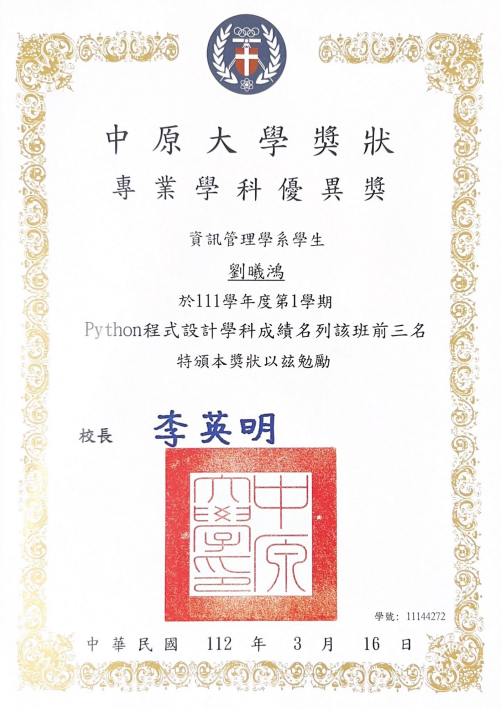 中原大學獎狀
專業學科優異獎
資訊管理學系學生
劉曦鴻
於111學年度第1學期
Python程式設計學科成績名列該班前三名
特頒本獎狀以玆勉勵
校長 李英明
中原大學印
學號: 11144272
中華民國 112 年 3 月 16 日